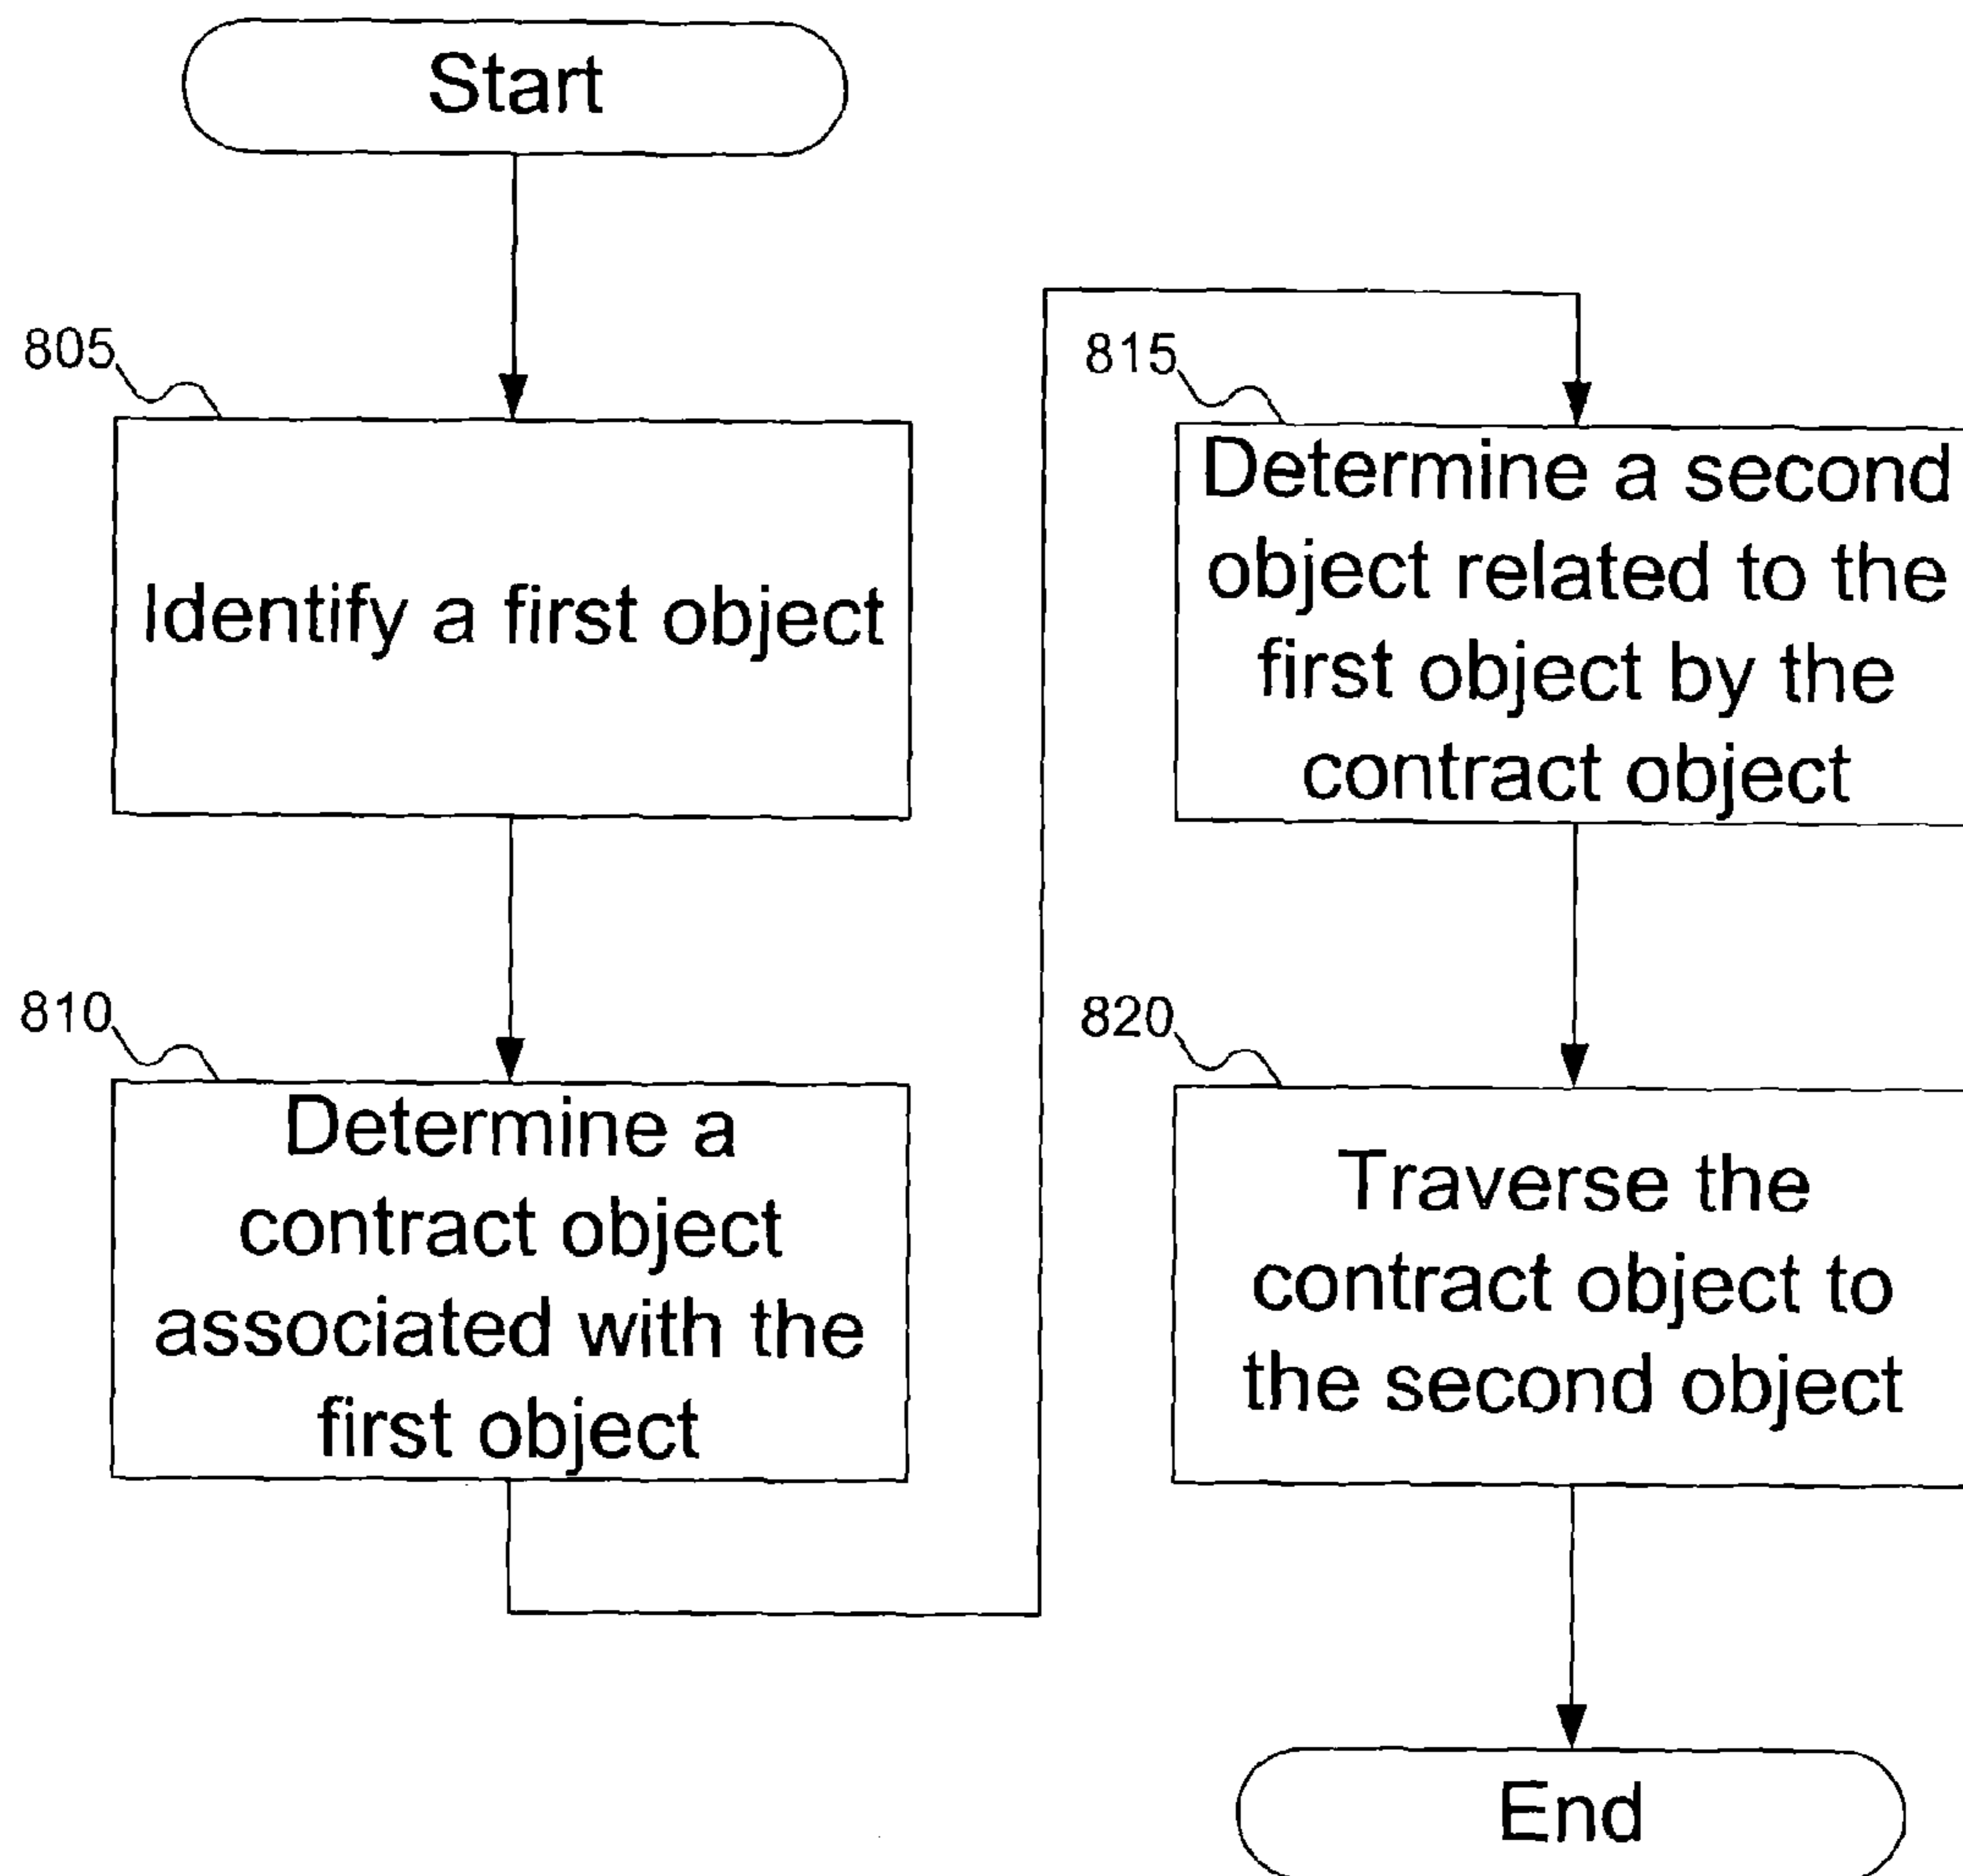 Start
805
Identify a first object
810
Determine a
contract object
associated with the
first object
815
Determine a second
object related to the
first object by the
contract object
820
Traverse the
contract object to
the second object
End